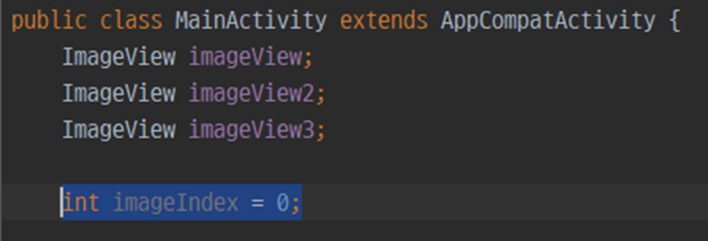 public class MainActivity extends AppCompatActivity {
ImageView imageView;
ImageView imageView2;
ImageView imageView3;
int imageIndex = 0;